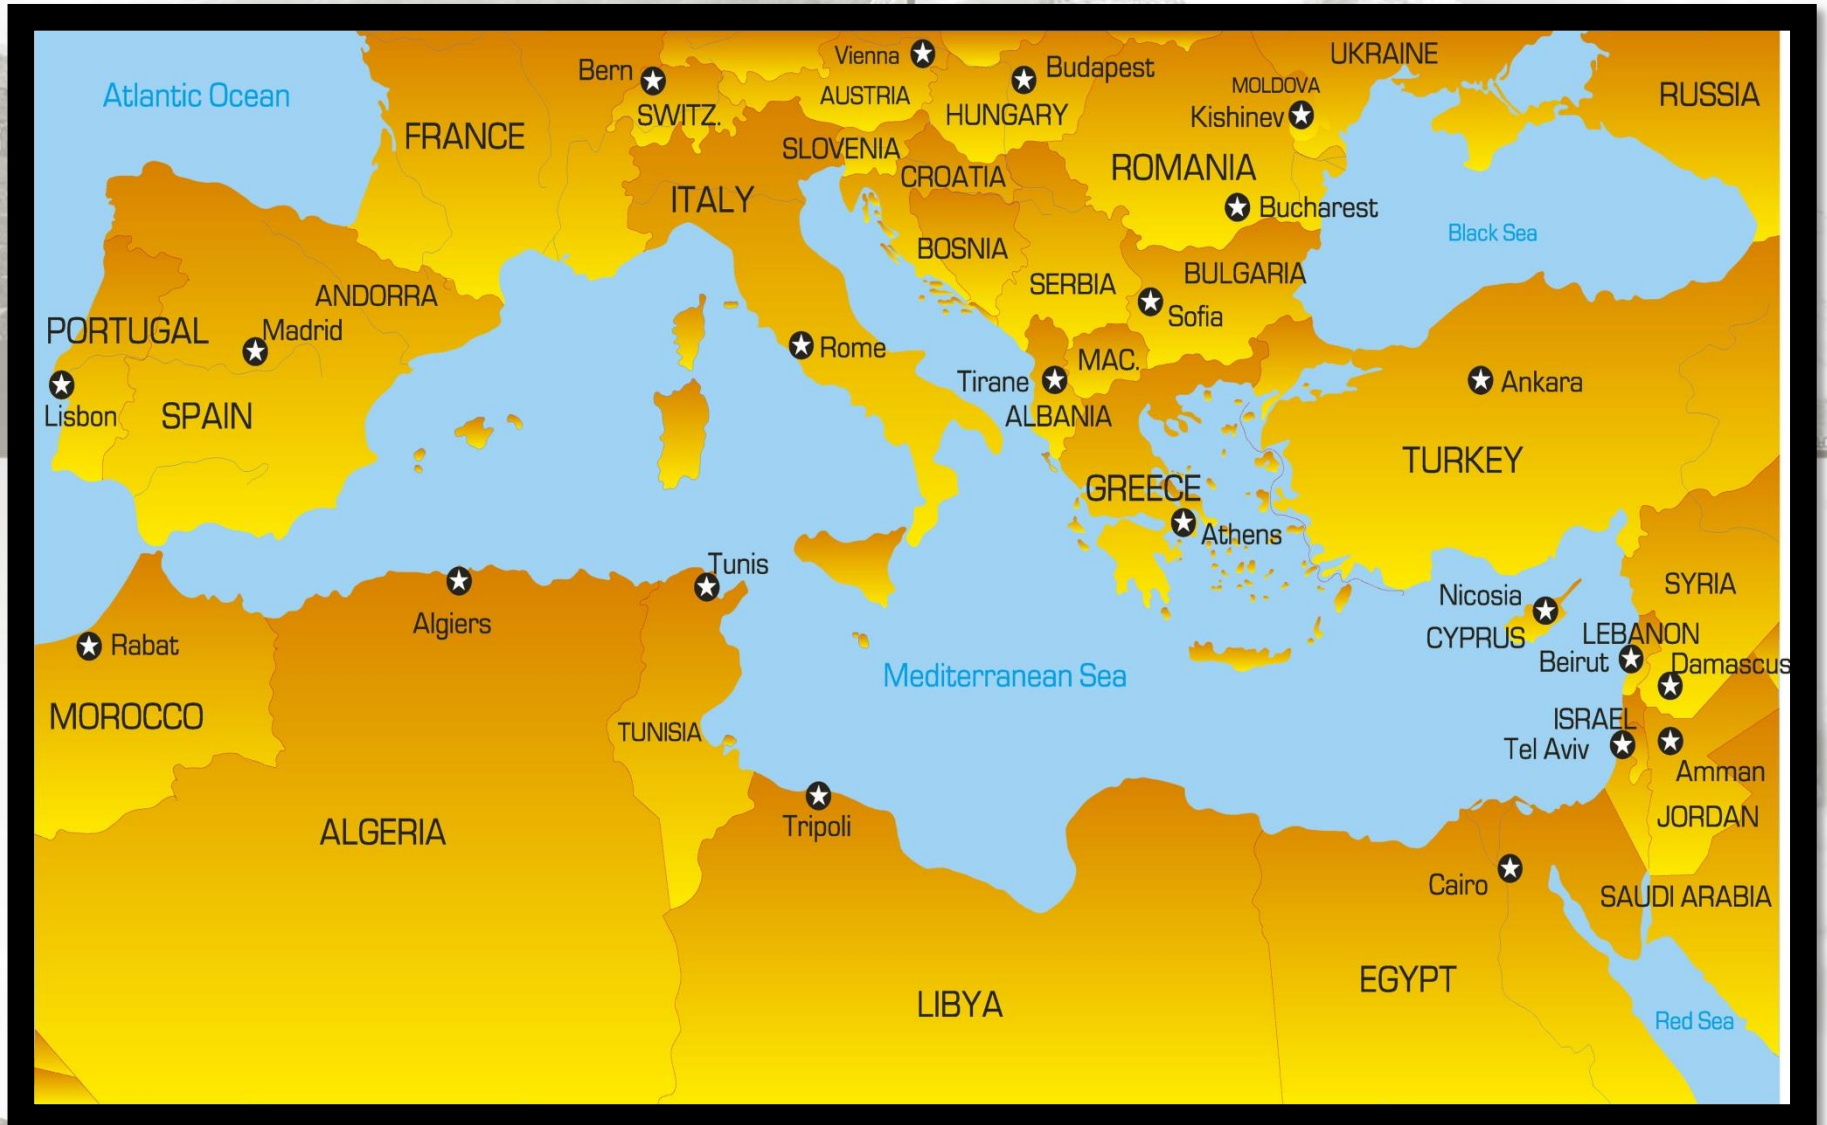 Atlantic Ocean
FRANCE
Bern
SWITZ.
Vienna
AUSTRIA
Budapest
HUNGARY
UKRAINE
MOLDOVA
Kishinev
RUSSIA
SLOVENIA
CROATIA
ROMANIA
Bucharest
ITALY
BOSNIA
SERBIA
BULGARIA
Sofia
Black Sea
ANDORRA
PORTUGAL
Madrid
Lisbon
SPAIN
Rome
Tirane
MAC.
ALBANIA
Ankara
TURKEY
GREECE
Athens
Tunis
Algiers
Rabat
MOROCCO
Mediterranean Sea
Nicosia
CYPRUS
SYRIA
LEBANON
Beirut
Damascus
ISRAEL
Tel Aviv
Amman
JORDAN
TUNISIA
Tripoli
ALGERIA
Cairo
SAUDI ARABIA
LIBYA
EGYPT
Red Sea